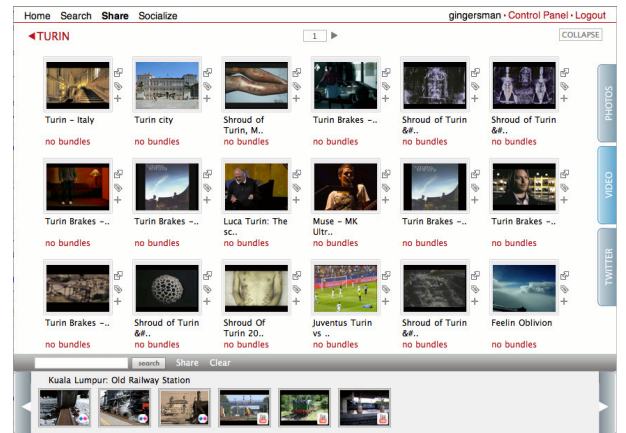 Home Search Share Socialize gingersman · Control Panel · Logout
TURIN 1 COLLAPSE
Turin - Italy
no bundles
Turin city
no bundles
Shroud of
Turin, M..
no bundles
Turin Brakes -..
no bundles
Shroud of Turin
&#..
no bundles
Shroud of Turin
&#..
no bundles
PHOTOS
VIDEO
TWITTER
Turin Brakes -..
no bundles
Turin Brakes -..
no bundles
Luca Turin: The
sc..
no bundles
Muse - MK
Ultr..
no bundles
Turin Brakes -..
no bundles
Turin Brakes -..
no bundles
Turin Brakes -..
no bundles
Shroud of Turin
&#..
no bundles
Shroud Of
Turin 20..
no bundles
Juventus Turin
vs ..
no bundles
Shroud of Turin
&#..
no bundles
Feelin Oblivion
no bundles
search Share Clear
Kuala Lumpur: Old Railway Station